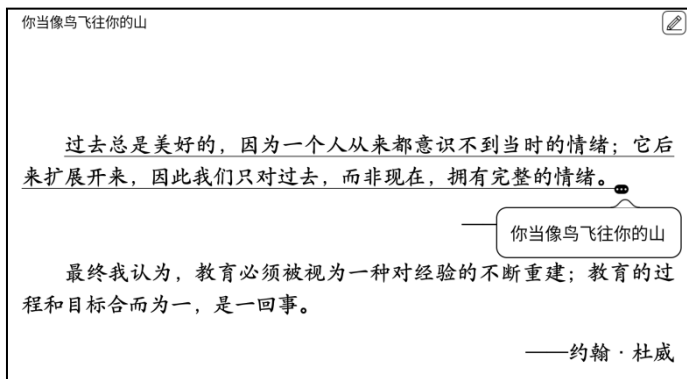 你当像鸟飞往你的山
过去总是美好的，因为一个人从来都意识不到当时的情绪；它后
来扩展开来，因此我们只对过去，而非现在，拥有完整的情绪。
——
你当像鸟飞往你的山
最终我认为，教育必须被视为一种对经验的不断重建；教育的过
程和目标合而为一，是一回事。
——约翰·杜威